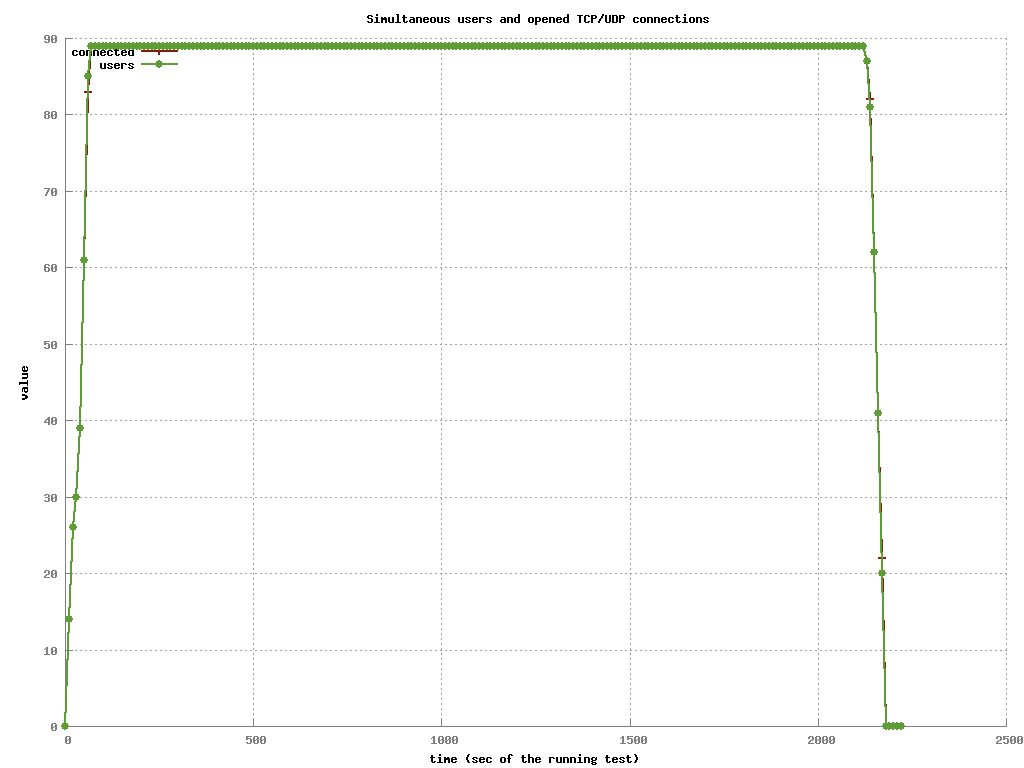 Simultaneous users and opened TCP/UDP connections
90
connected
users
80
70
60
50
value
40
30
20
10
0
0 500 1000 1500 2000 2500
time (sec of the running test)